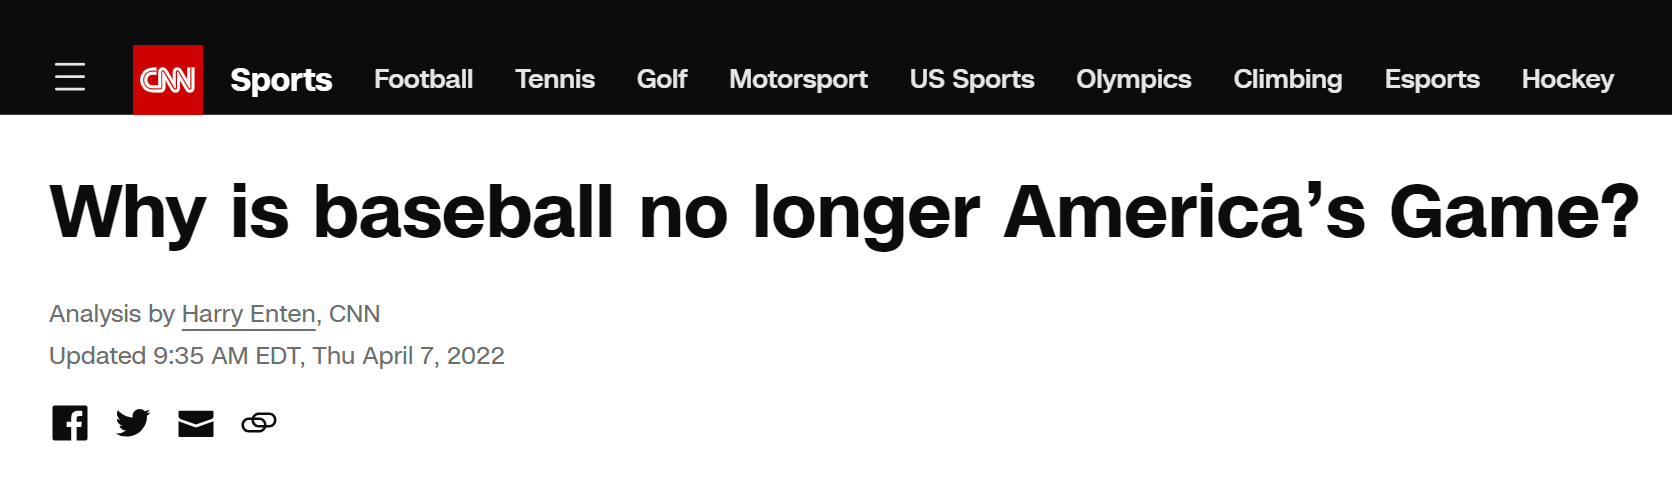 CNN Sports Football Tennis Golf Motorsport US Sports Olympics Climbing Esports Hockey
Why is baseball no longer America’s Game?
Analysis by Harry Enten, CNN
Updated 9:35 AM EDT, Thu April 7, 2022